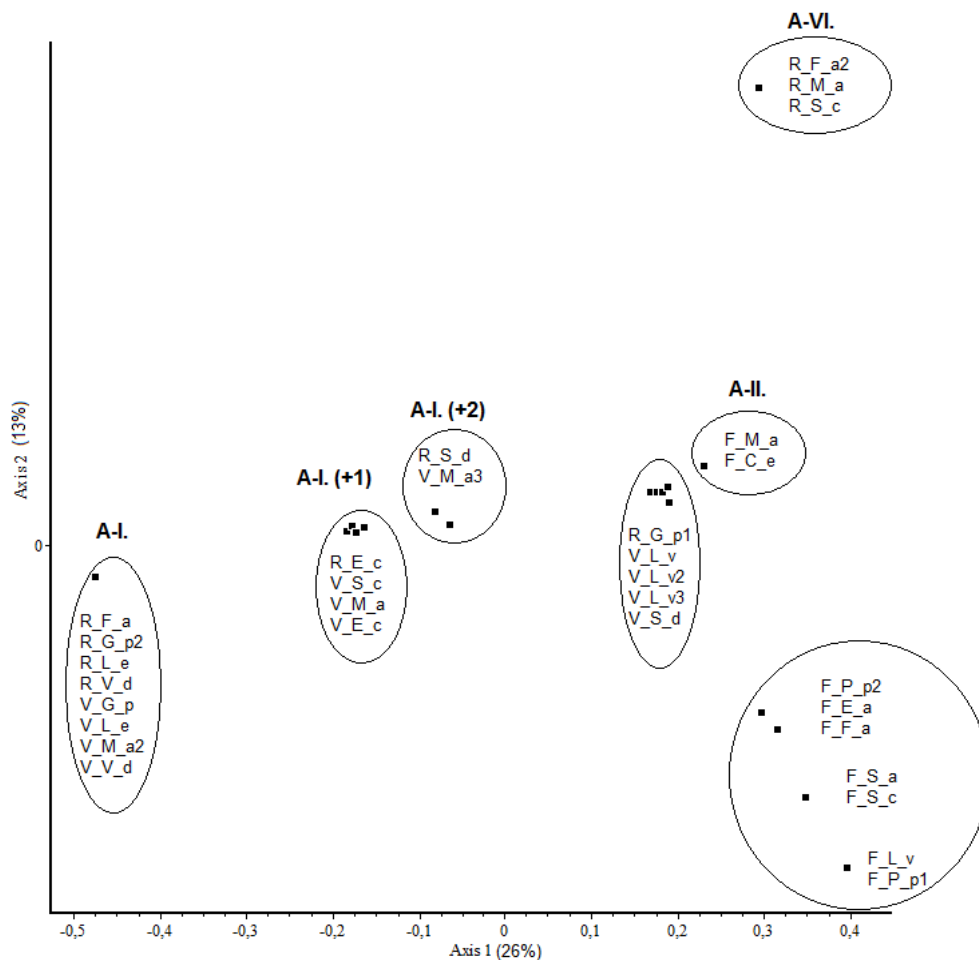 A-VI.
R_F_a2
R_M_a
R_S_c
A-II.
F_M_a
F_C_e
A-I. (+2)
R_S_d
V_M_a3
A-I. (+1)
R_E_c
V_S_c
V_M_a
V_E_c
A-I.
R_F_a
R_G_p2
R_L_e
R_V_d
V_G_p
V_L_e
V_M_a2
V_V_d
R_G_p1
V_L_v
V_L_v2
V_L_v3
V_S_d
F_P_p2
F_E_a
F_F_a
F_S_a
F_S_c
F_L_v
F_P_p1
Axis 2 (13%)
0
-0,5 -0,4 -0,3 -0,2 -0,1 0 0,1 0,2 0,3 0,4
Axis 1 (26%)